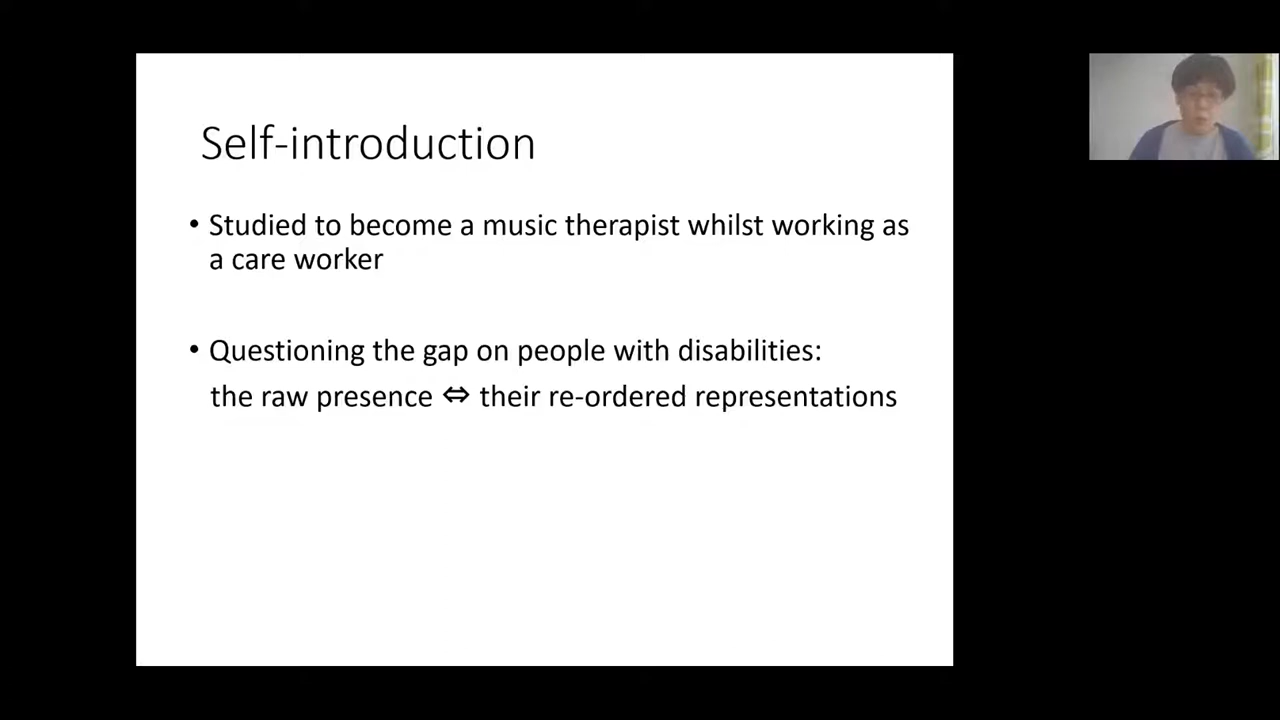 Self-introduction
• Studied to become a music therapist whilst working as
a care worker
• Questioning the gap on people with disabilities:
the raw presence ⇔ their re-ordered representations